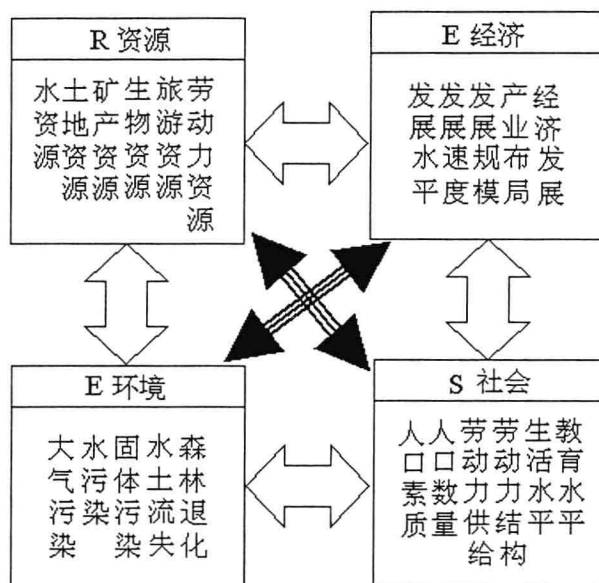 R 资源
水资源
土地资源
矿产资源
生物资源
旅游资源
劳动力资源
E 经济
发展水平
发展速度
发展规模
产业布局
经济发展
E 环境
大气污染
水污染
固体污染
水土流失
森林退化
S 社会
人口素质
人口数量
劳动力供给
劳动力结构
生活水平
教育水平